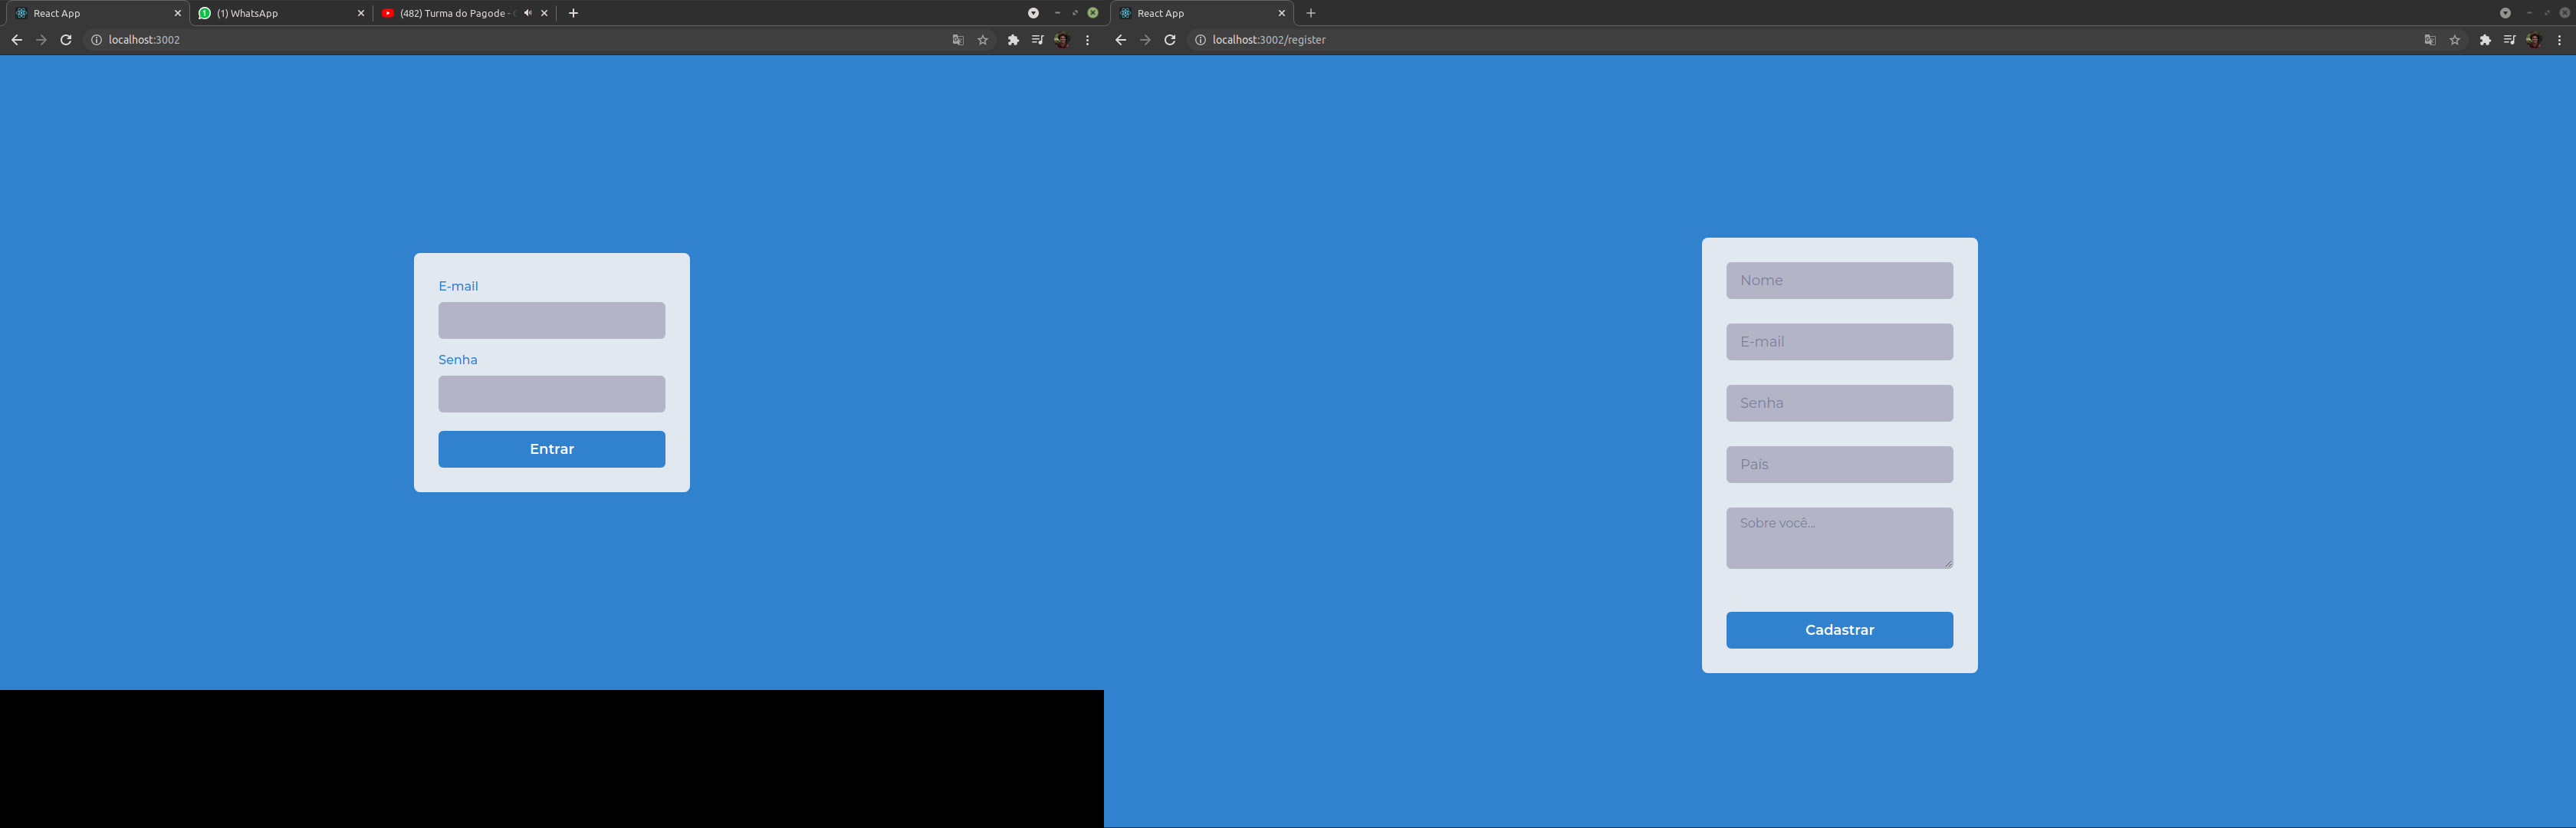 React App
(1) WhatsApp
(482) Turma do Pagode -
localhost:3002
E-mail
Senha
Entrar
React App
localhost:3002/register
Nome
E-mail
Senha
País
Sobre você...
Cadastrar